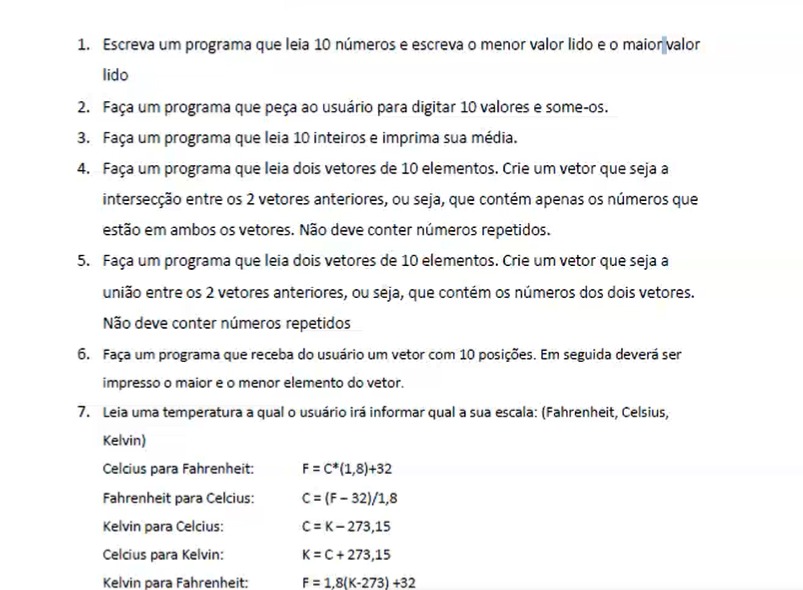 1. Escreva um programa que leia 10 números e escreva o menor valor lido e o maior valor
lido
2. Faça um programa que peça ao usuário para digitar 10 valores e some-os.
3. Faça um programa que leia 10 inteiros e imprima sua média.
4. Faça um programa que leia dois vetores de 10 elementos. Crie um vetor que seja a
intersecção entre os 2 vetores anteriores, ou seja, que contém apenas os números que
estão em ambos os vetores. Não deve conter números repetidos.
5. Faça um programa que leia dois vetores de 10 elementos. Crie um vetor que seja a
união entre os 2 vetores anteriores, ou seja, que contém os números dos dois vetores.
Não deve conter números repetidos
6. Faça um programa que receba do usuário um vetor com 10 posições. Em seguida deverá ser
impresso o maior e o menor elemento do vetor.
7. Leia uma temperatura a qual o usuário irá informar qual a sua escala: (Fahrenheit, Celsius,
Kelvin)
Celcius para Fahrenheit: F = C*(1,8)+32
Fahrenheit para Celcius: C = (F – 32)/1,8
Kelvin para Celcius: C = K – 273,15
Celcius para Kelvin: K = C + 273,15
Kelvin para Fahrenheit: F = 1,8(K-273) +32